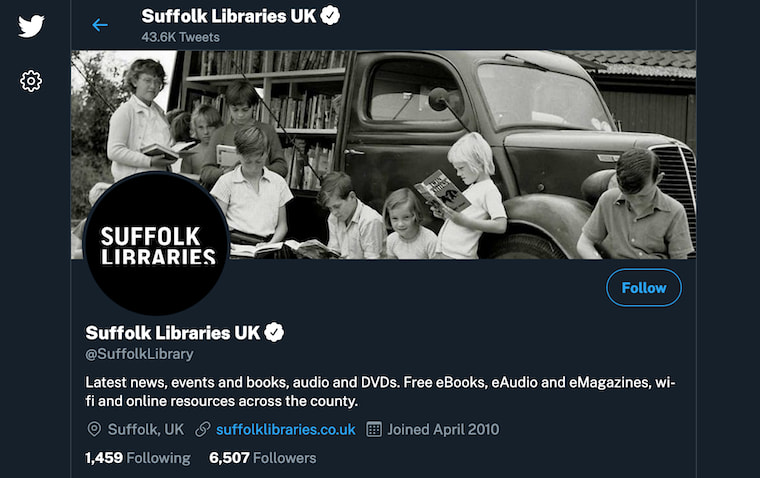 Suffolk Libraries UK
43.6K Tweets
SUFFOLK
LIBRARIES
Follow
Suffolk Libraries UK
@SuffolkLibrary
Latest news, events and books, audio and DVDs. Free eBooks, eAudio and eMagazines, wi-
fi and online resources across the county.
Suffolk, UK suffolklibraries.co.uk Joined April 2010
1,459 Following 6,507 Followers